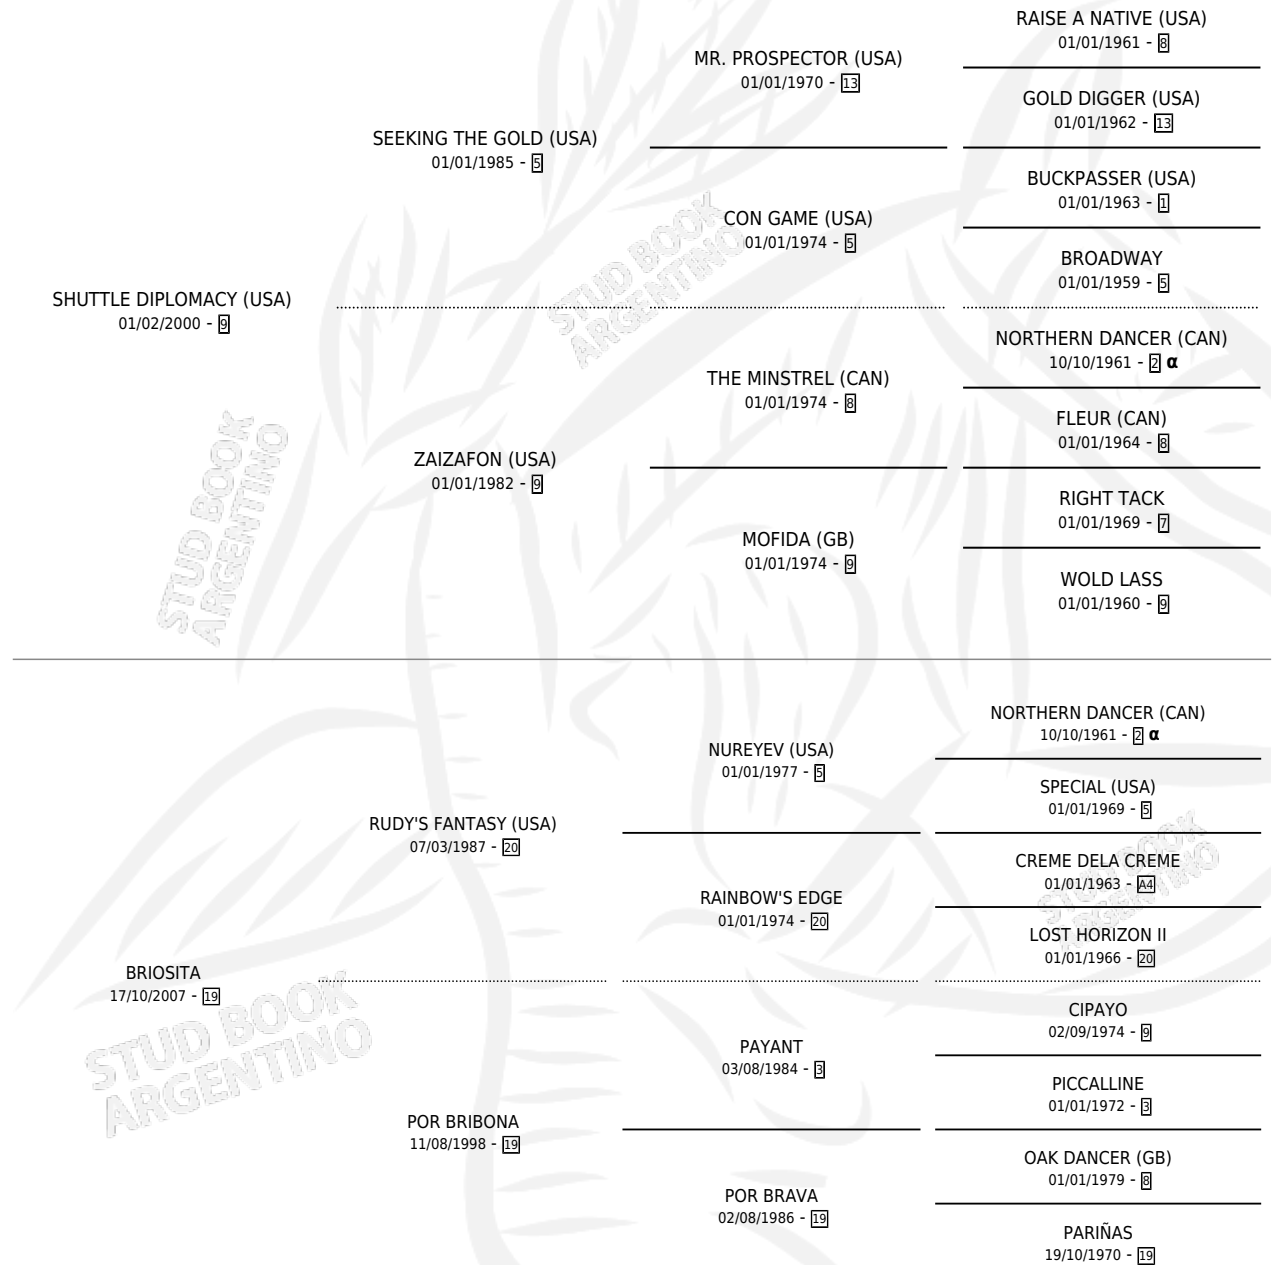 RAISE A NATIVE (USA)
01/01/1961 - 8
MR. PROSPECTOR (USA)
01/01/1970 - 13
GOLD DIGGER (USA)
01/01/1962 - 13
SEEKING THE GOLD (USA)
01/01/1985 - 5
BUCKPASSER (USA)
01/01/1963 - 1
CON GAME (USA)
01/01/1974 - 5
BROADWAY
01/01/1959 - 5
SHUTTLE DIPLOMACY (USA)
01/02/2000 - 9
NORTHERN DANCER (CAN)
10/10/1961 - 2 α
THE MINSTREL (CAN)
01/01/1974 - 8
FLEUR (CAN)
01/01/1964 - 8
ZAIZAFON (USA)
01/01/1982 - 9
RIGHT TACK
01/01/1969 - 7
MOFIDA (GB)
01/01/1974 - 9
WOLD LASS
01/01/1960 - 9
NORTHERN DANCER (CAN)
10/10/1961 - 2 α
NUREYEV (USA)
01/01/1977 - 5
SPECIAL (USA)
01/01/1969 - 5
RUDY'S FANTASY (USA)
07/03/1987 - 20
CREME DELA CREME
01/01/1963 - A4
RAINBOW'S EDGE
01/01/1974 - 20
LOST HORIZON II
01/01/1966 - 20
BRIOSITA
17/10/2007 - 19
CIPAYO
02/09/1974 - 9
PAYANT
03/08/1984 - 3
PICCALLINE
01/01/1972 - 3
POR BRIBONA
11/08/1998 - 19
OAK DANCER (GB)
01/01/1979 - 8
POR BRAVA
02/08/1986 - 19
PARIÑAS
19/10/1970 - 19
STUD BOOK
ARGENTINO
STUD BOOK
ARGENTINO
STUD BOOK
ARGENTINO
STUD BOOK
ARGENTINO